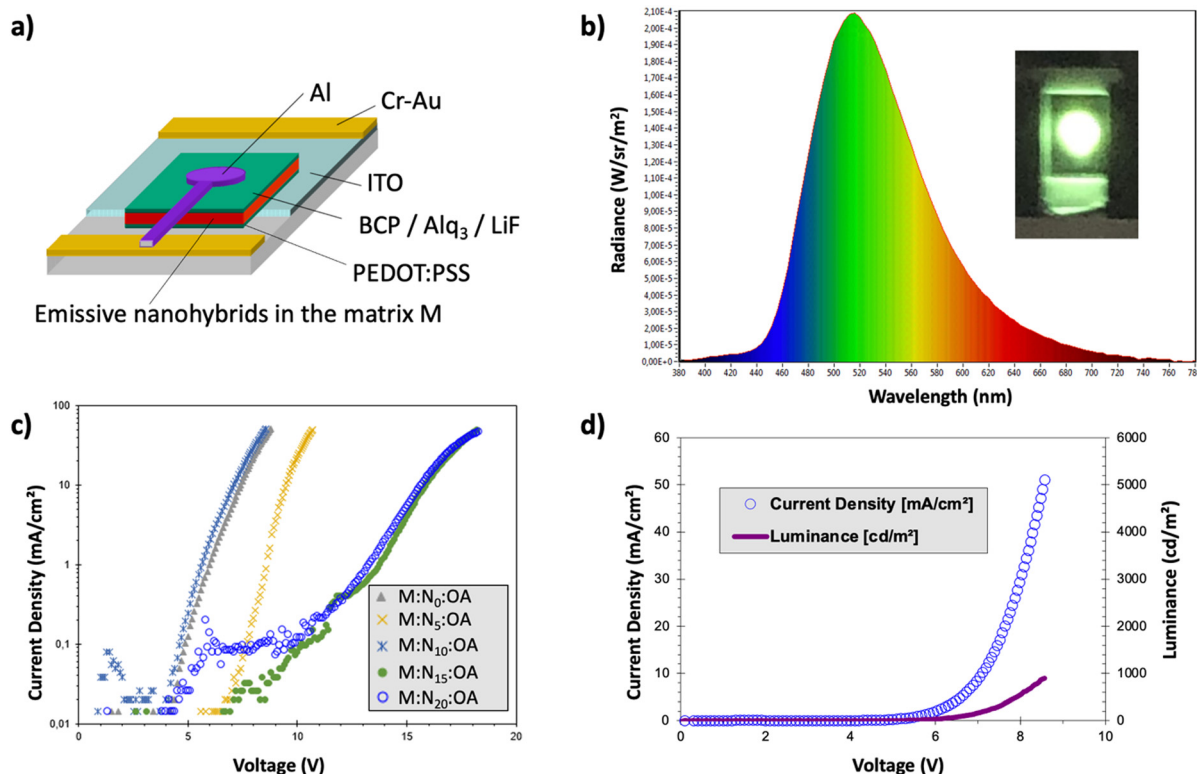 a)
Al
Cr-Au
ITO
BCP / Alq₃ / LiF
PEDOT:PSS
Emissive nanohybrids in the matrix M
b)
Radiance (W/sr/m²)
2,10E-4
2,00E-4
1,90E-4
1,80E-4
1,70E-4
1,60E-4
1,50E-4
1,40E-4
1,30E-4
1,20E-4
1,10E-4
1,00E-4
9,00E-5
8,00E-5
7,00E-5
6,00E-5
5,00E-5
4,00E-5
3,00E-5
2,00E-5
1,00E-5
0,00E+0
380 400 420 440 460 480 500 520 540 560 580 600 620 640 660 680 700 720 740 760 78
Wavelength (nm)
c)
Current Density (mA/cm²)
100
10
1
0,1
0,01
0 5 10 15 20
Voltage (V)
M:N₀:OA
M:N₅:OA
M:N₁₀:OA
M:N₁₅:OA
M:N₂₀:OA
d)
Current Density (mA/cm²)
60
50
40
30
20
10
0
Current Density [mA/cm²]
Luminance [cd/m²]
6000
5000
4000
3000
2000
1000
0
Luminance (cd/m²)
0 2 4 6 8 10
Voltage (V)